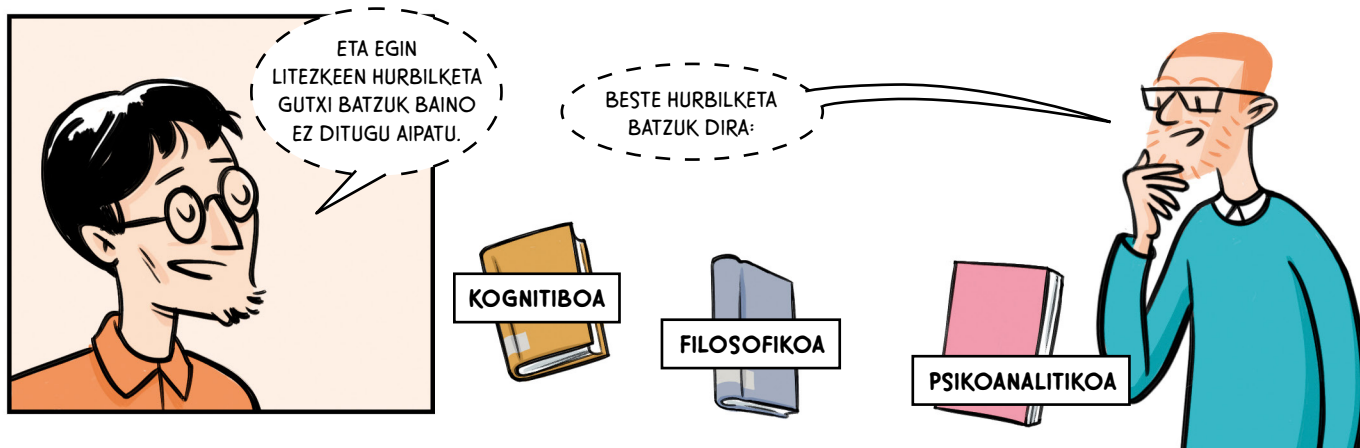 ETA EGIN
LITEZKEEN HURBILKETA
GUTXI BATZUK BAINO
EZ DITUGU AIPATU.
BESTE HURBILKETA
BATZUK DIRA:
KOGNITIBOA
FILOSOFIKOA
PSIKOANALITIKOA